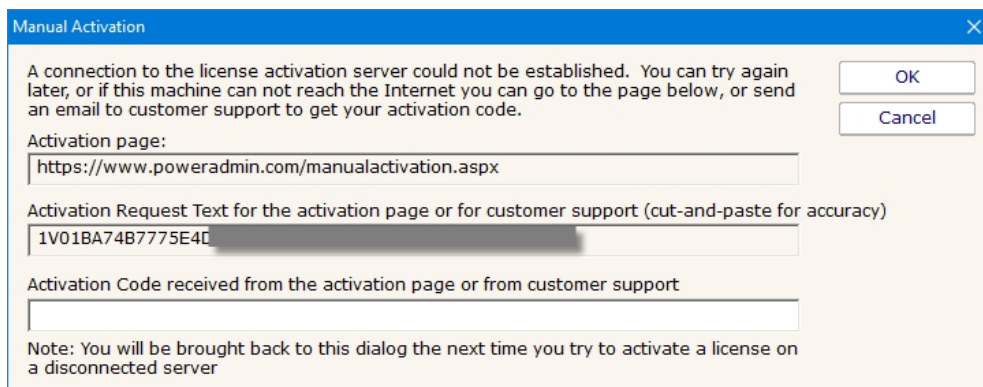 Manual Activation
A connection to the license activation server could not be established.  You can try again
later, or if this machine can not reach the Internet you can go to the page below, or send
an email to customer support to get your activation code.
OK
Cancel
Activation page:
https://www.poweradmin.com/manualactivation.aspx
Activation Request Text for the activation page or for customer support (cut-and-paste for accuracy)
1V01BA74B7775E4D
Activation Code received from the activation page or from customer support
Note: You will be brought back to this dialog the next time you try to activate a license on
a disconnected server